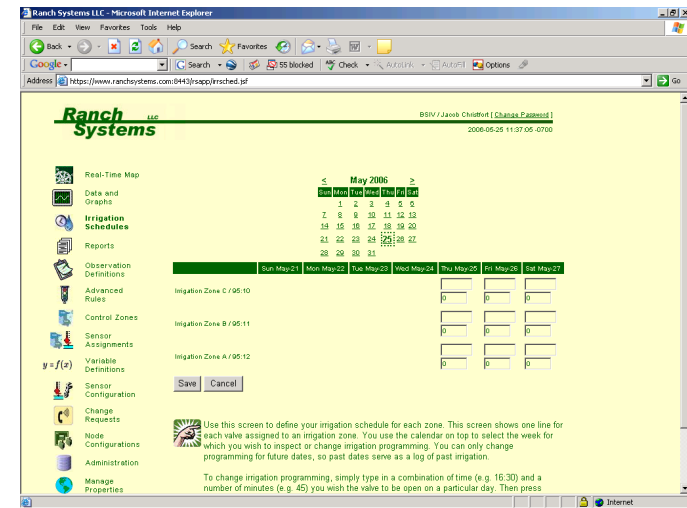 Ranch Systems LLC - Microsoft Internet Explorer
File Edit View Favorites Tools Help
Back Search Favorites
Google Search 55 blocked Check AutoLink AutoFill Options
Address https://www.ranchsystems.com:8443/rsapp/irrsched.jsf Go
Ranch LLC
Systems
BSIV / Jacob Christfort [ Change Password ]
2006-05-25 11:37:05 -0700
Real-Time Map
Data and
Graphs
Irrigation
Schedules
Reports
Observation
Definitions
Advanced
Rules
Control Zones
Sensor
Assignments
y = f(x) Variable
Definitions
Sensor
Configuration
Change
Requests
Node
Configurations
Administration
Manage
Properties
< May 2006 >
Sun Mon Tue Wed Thu Fri Sat
1 2 3 4 5 6
7 8 9 10 11 12 13
14 15 16 17 18 19 20
21 22 23 24 25 26 27
28 29 30 31
Sun May-21 Mon May-22 Tue May-23 Wed May-24 Thu May-25 Fri May-26 Sat May-27
Irrigation Zone C / 95:10
0 0 0
Irrigation Zone B / 95:11
0 0 0
Irrigation Zone A / 95:12
0 0 0
Save Cancel
Use this screen to define your irrigation schedule for each zone. This screen shows one line for
each valve assigned to an irrigation zone. You use the calendar on top to select the week for
which you wish to inspect or change irrigation programming. You can only change
programming for future dates, so past dates serve as a log of past irrigation.
To change irrigation programming, simply type in a combination of time (e.g. 16:30) and a
number of minutes (e.g. 45) you wish the valve to be open on a particular day. Then press
Internet